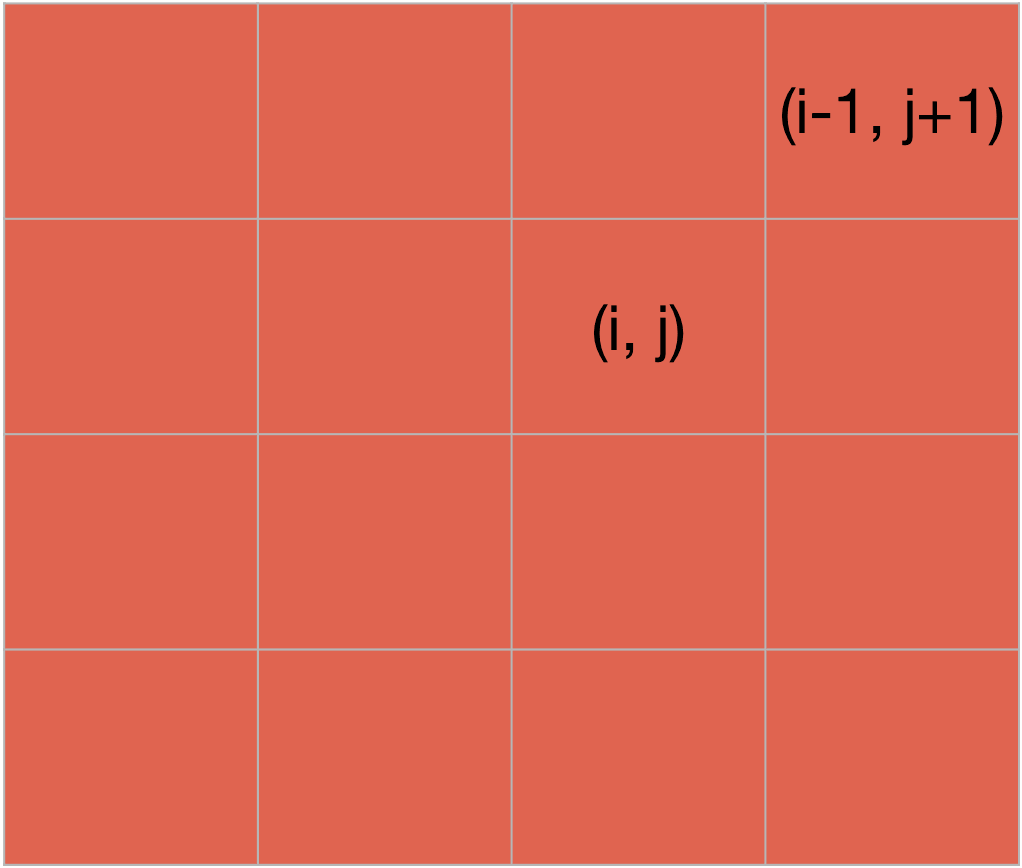 (i-1, j+1)
(i, j)